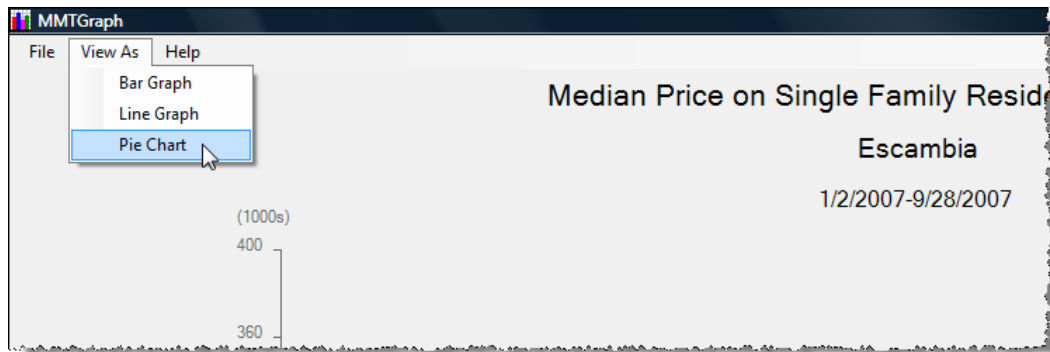 MMTGraph
File View As Help
Bar Graph
Line Graph
Pie Chart
Median Price on Single Family
Escambia
1/2/2007-9/28/2007
(1000s)
400
360